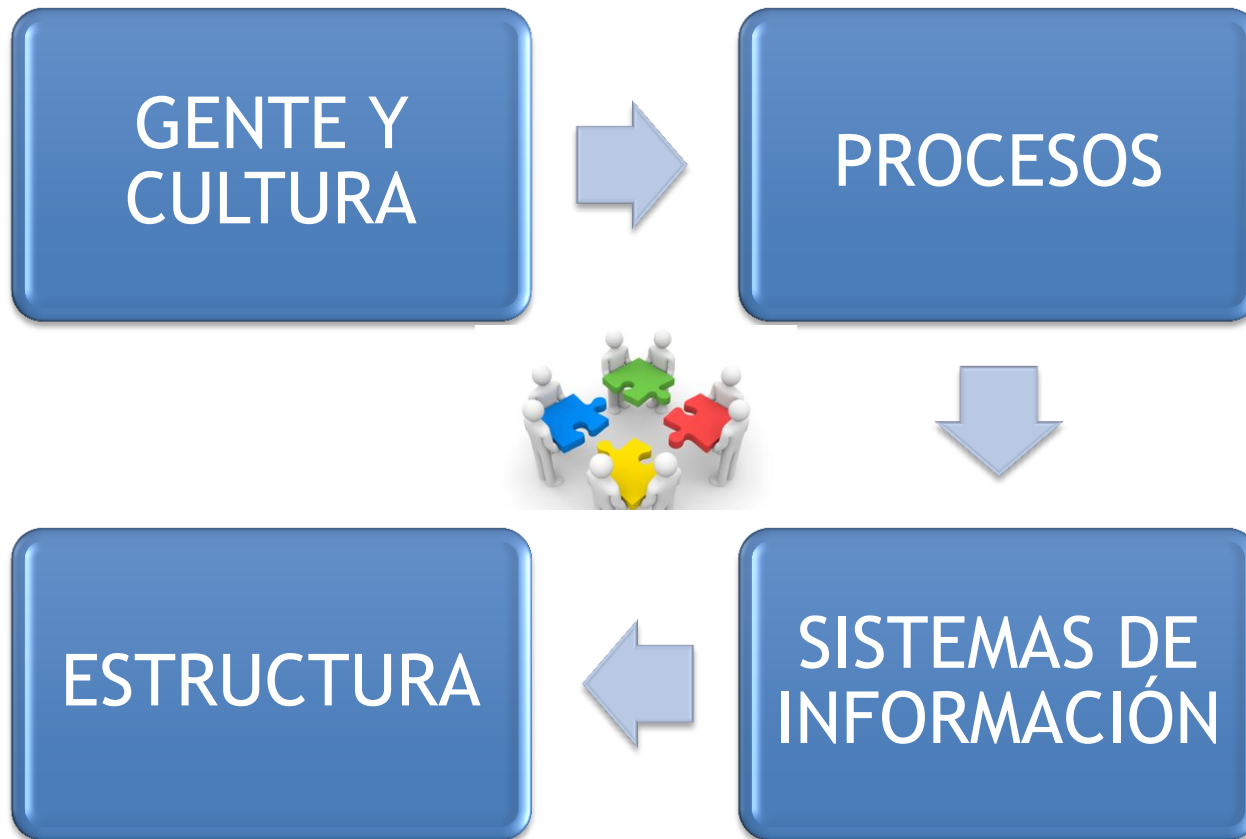 GENTE Y
CULTURA
PROCESOS
ESTRUCTURA
SISTEMAS DE
INFORMACIÓN